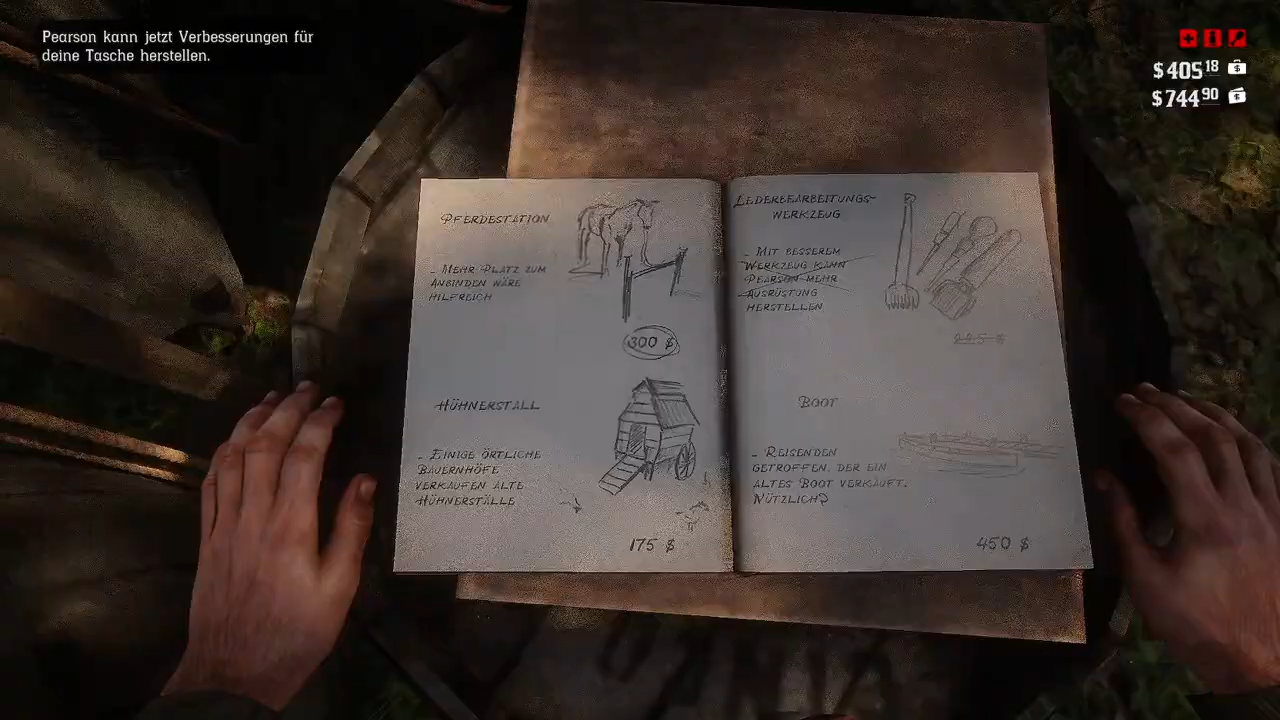 Pearson kann jetzt Verbesserungen für
deine Tasche herstellen.
$405 18
$744 90
PFERDESTATION
- MEHR PLATZ ZUM
ANBINDEN WÄRE
HILFREICH
300 $
HÜHNERSTALL
- EINIGE ÖRTLICHE
BAUERNHÖFE
VERKAUFEN ALTE
HÜHNERSTÄLLE
175 $
LEDERBEARBEITUNGS-
WERKZEUG
- MIT BESSEREM
WERKZEUG KANN
PEARSON MEHR
AUSRÜSTUNG
HERSTELLEN
225 $
BOOT
- REISENDEN
GETROFFEN, DER EIN
ALTES BOOT VERKAUFT.
NÜTZLICH?
450 $